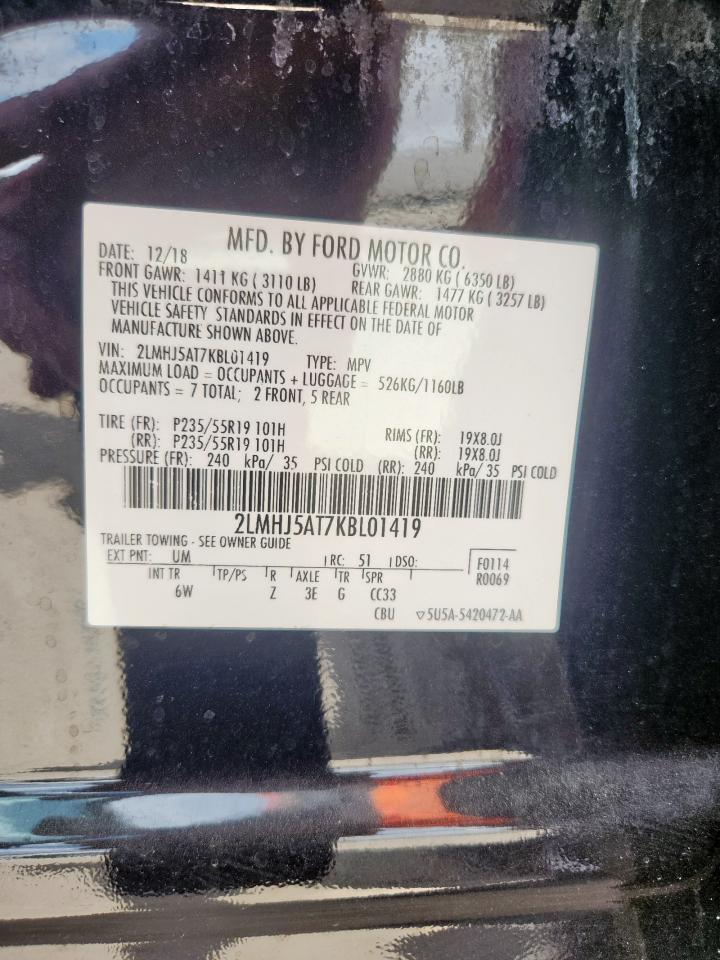 MFD. BY FORD MOTOR CO.
DATE: 12/18 GVWR: 2880 KG ( 6350 LB)
FRONT GAWR: 1411 KG ( 3110 LB) REAR GAWR: 1477 KG ( 3257 LB)
THIS VEHICLE CONFORMS TO ALL APPLICABLE FEDERAL MOTOR
VEHICLE SAFETY STANDARDS IN EFFECT ON THE DATE OF
MANUFACTURE SHOWN ABOVE.
VIN: 2LMHJ5AT7KBL01419 TYPE: MPV
MAXIMUM LOAD = OCCUPANTS + LUGGAGE = 526KG/1160LB
OCCUPANTS = 7 TOTAL; 2 FRONT, 5 REAR
TIRE (FR): P235/55R19 101H RIMS (FR): 19X8.0J
(RR): P235/55R19 101H (RR): 19X8.0J
PRESSURE (FR): 240 kPa/ 35 PSI COLD (RR): 240 kPa/ 35 PSI COLD
2LMHJ5AT7KBL01419
TRAILER TOWING - SEE OWNER GUIDE
EXT PNT: UM RC: 51 DSO: F0114
INT TR TP/PS R AXLE TR SPR R0069
6W Z 3E G CC33
CBU ▽5U5A-5420472-AA